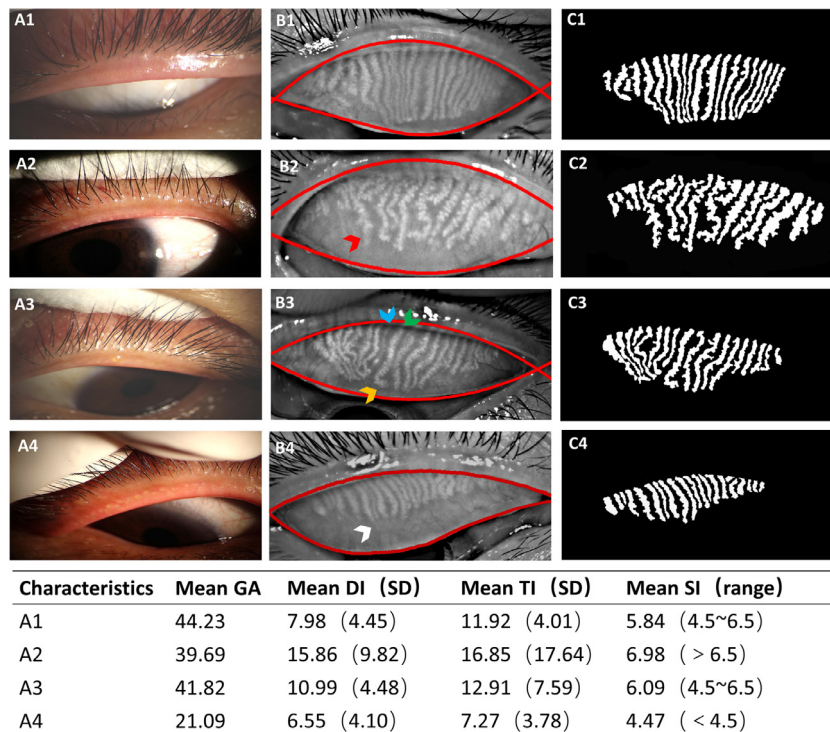 A1 B1 C1
A2 B2 C2
A3 B3 C3
A4 B4 C4
Characteristics Mean GA Mean DI （SD） Mean TI （SD） Mean SI （range）
A1 44.23 7.98 （4.45） 11.92 （4.01） 5.84 （4.5~6.5）
A2 39.69 15.86 （9.82） 16.85 （17.64） 6.98 （ > 6.5）
A3 41.82 10.99 （4.48） 12.91 （7.59） 6.09 （4.5~6.5）
A4 21.09 6.55 （4.10） 7.27 （3.78） 4.47 （ < 4.5）